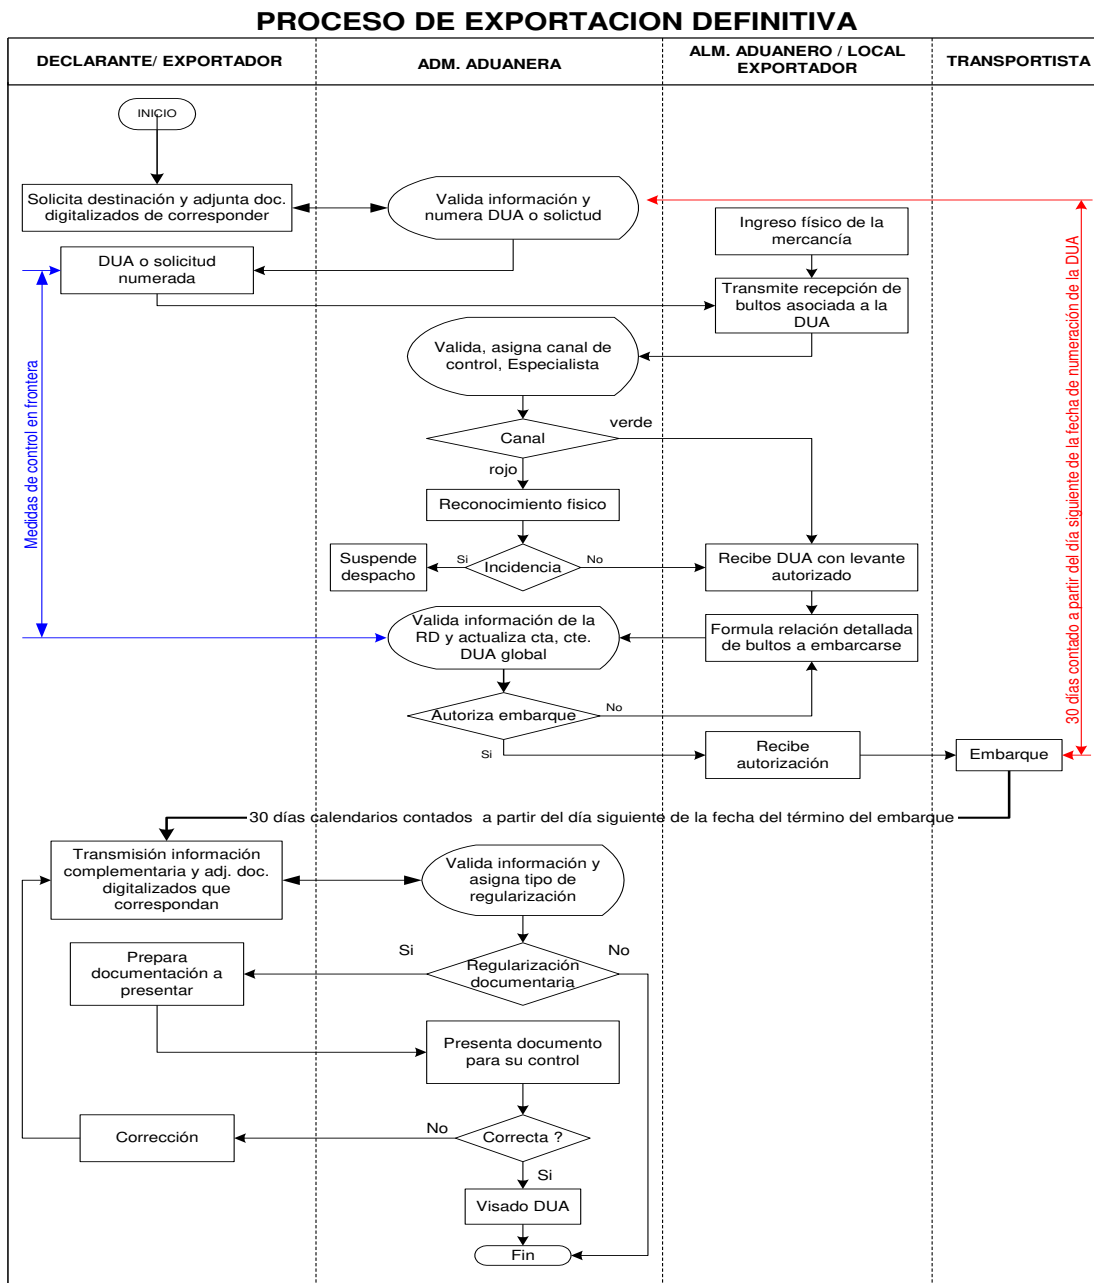 PROCESO DE EXPORTACION DEFINITIVA
DECLARANTE/ EXPORTADOR
ADM. ADUANERA
ALM. ADUANERO / LOCAL
EXPORTADOR
TRANSPORTISTA
INICIO
Solicita destinación y adjunta doc.
digitalizados de corresponder
Valida información y
numera DUA o solictud
Ingreso físico de la
mercancía
DUA o solicitud
numerada
Transmite recepción de
bultos asociada a la
DUA
Valida, asigna canal de
control, Especialista
Canal
verde
rojo
Reconocimiento fisico
Suspende
despacho
Si
Incidencia
No
Recibe DUA con levante
autorizado
Valida información de la
RD y actualiza cta, cte.
DUA global
Formula relación detallada
de bultos a embarcarse
Autoriza embarque
No
Si
Recibe
autorización
Embarque
Medidas de control en frontera
30 días contado a partir del día siguiente de la fecha de numeración de la DUA
30 días calendarios contados  a partir del día siguiente de la fecha del término del embarque
Transmisión información
complementaria y adj. doc.
digitalizados que
correspondan
Valida información y
asigna tipo de
regularización
Prepara
documentación a
presentar
Si
Regularización
documentaria
No
Presenta documento
para su control
Corrección
No
Correcta ?
Si
Visado DUA
Fin